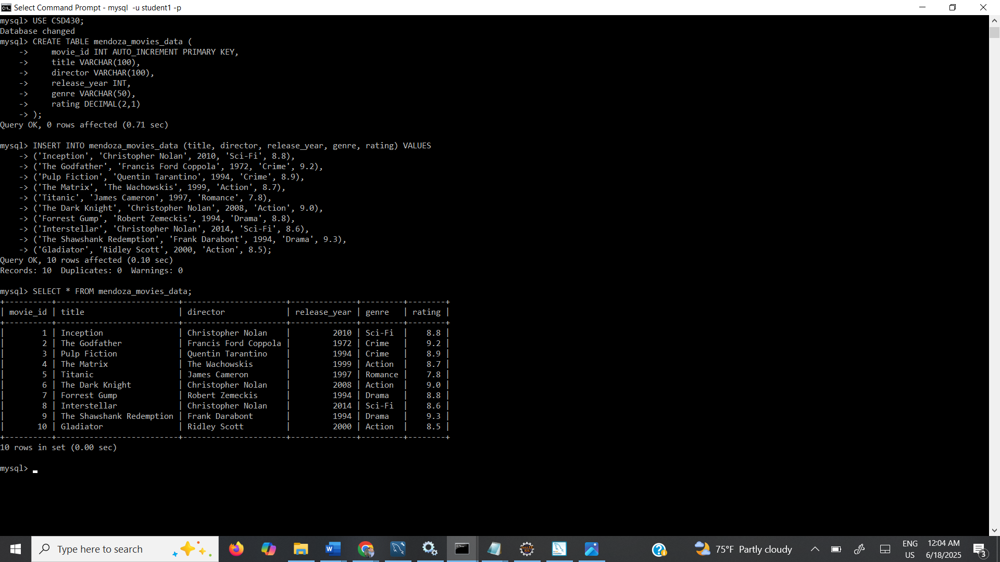 Select Command Prompt - mysql  -u student1 -p
mysql> USE CSD430;
Database changed
mysql> CREATE TABLE mendoza_movies_data (
    ->     movie_id INT AUTO_INCREMENT PRIMARY KEY,
    ->     title VARCHAR(100),
    ->     director VARCHAR(100),
    ->     release_year INT,
    ->     genre VARCHAR(50),
    ->     rating DECIMAL(2,1)
    -> );
Query OK, 0 rows affected (0.71 sec)

mysql> INSERT INTO mendoza_movies_data (title, director, release_year, genre, rating) VALUES
    -> ('Inception', 'Christopher Nolan', 2010, 'Sci-Fi', 8.8),
    -> ('The Godfather', 'Francis Ford Coppola', 1972, 'Crime', 9.2),
    -> ('Pulp Fiction', 'Quentin Tarantino', 1994, 'Crime', 8.9),
    -> ('The Matrix', 'The Wachowskis', 1999, 'Action', 8.7),
    -> ('Titanic', 'James Cameron', 1997, 'Romance', 7.8),
    -> ('The Dark Knight', 'Christopher Nolan', 2008, 'Action', 9.0),
    -> ('Forrest Gump', 'Robert Zemeckis', 1994, 'Drama', 8.8),
    -> ('Interstellar', 'Christopher Nolan', 2014, 'Sci-Fi', 8.6),
    -> ('The Shawshank Redemption', 'Frank Darabont', 1994, 'Drama', 9.3),
    -> ('Gladiator', 'Ridley Scott', 2000, 'Action', 8.5);
Query OK, 10 rows affected (0.10 sec)
Records: 10  Duplicates: 0  Warnings: 0

mysql> SELECT * FROM mendoza_movies_data;
+----------+--------------------------+----------------------+--------------+---------+--------+
| movie_id | title                    | director             | release_year | genre   | rating |
+----------+--------------------------+----------------------+--------------+---------+--------+
|        1 | Inception                | Christopher Nolan    |         2010 | Sci-Fi  |    8.8 |
|        2 | The Godfather            | Francis Ford Coppola |         1972 | Crime   |    9.2 |
|        3 | Pulp Fiction             | Quentin Tarantino    |         1994 | Crime   |    8.9 |
|        4 | The Matrix               | The Wachowskis       |         1999 | Action  |    8.7 |
|        5 | Titanic                  | James Cameron        |         1997 | Romance |    7.8 |
|        6 | The Dark Knight          | Christopher Nolan    |         2008 | Action  |    9.0 |
|        7 | Forrest Gump             | Robert Zemeckis      |         1994 | Drama   |    8.8 |
|        8 | Interstellar             | Christopher Nolan    |         2014 | Sci-Fi  |    8.6 |
|        9 | The Shawshank Redemption | Frank Darabont       |         1994 | Drama   |    9.3 |
|       10 | Gladiator                | Ridley Scott         |         2000 | Action  |    8.5 |
+----------+--------------------------+----------------------+--------------+---------+--------+
10 rows in set (0.00 sec)

mysql>
Type here to search
75°F  Partly cloudy
ENG
US
12:04 AM
6/18/2025
3